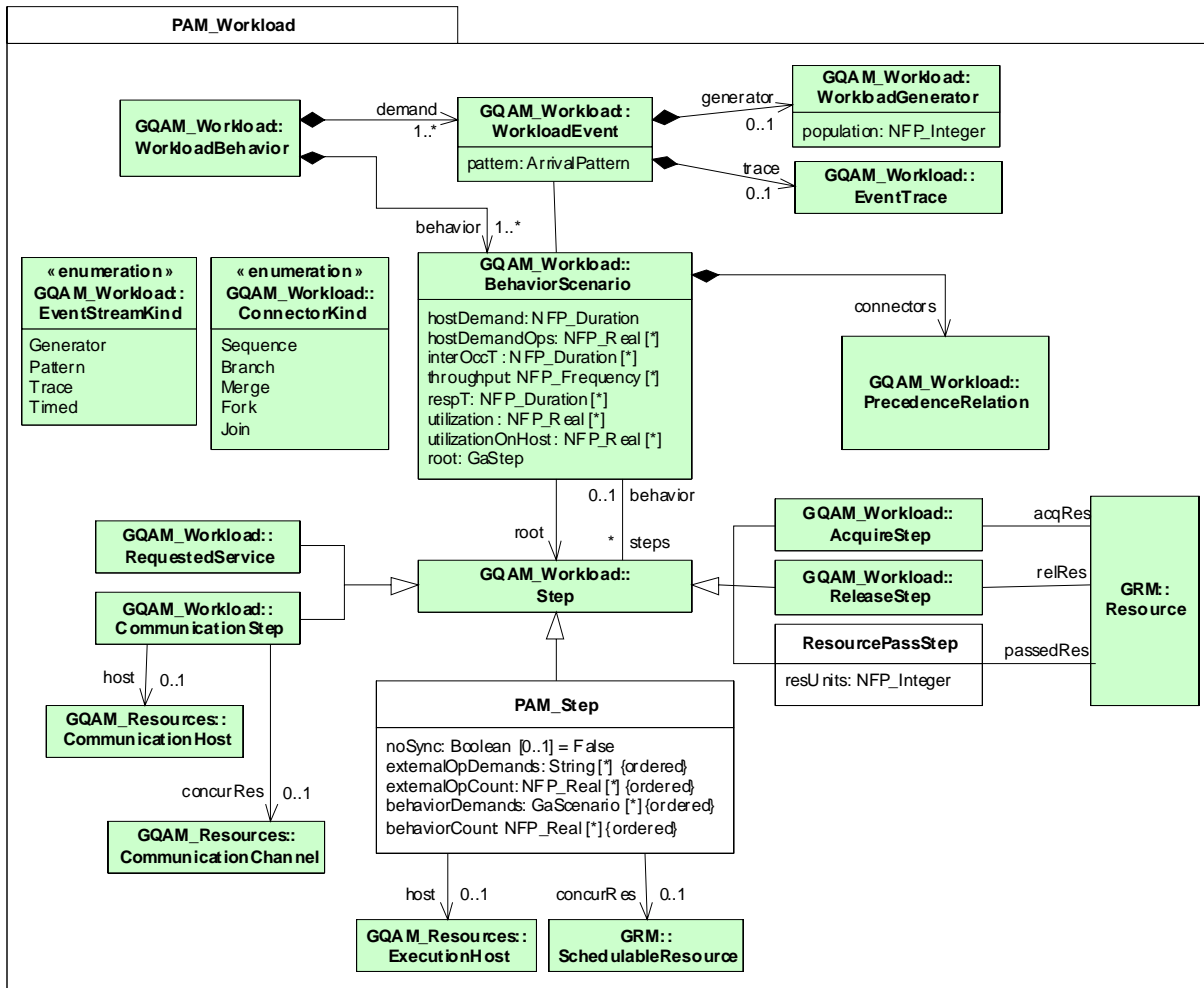 PAM_Workload
GQAM_Workload::
WorkloadBehavior
demand
1..*
GQAM_Workload::
WorkloadEvent
pattern: ArrivalPattern
generator
0..1
GQAM_Workload::
WorkloadGenerator
population: NFP_Integer
trace
0..1
GQAM_Workload::
EventTrace
behavior
1..*
« enumeration »
GQAM_Workload::
EventStreamKind
Generator
Pattern
Trace
Timed
« enumeration »
GQAM_Workload::
ConnectorKind
Sequence
Branch
Merge
Fork
Join
GQAM_Workload::
BehaviorScenario
hostDemand: NFP_Duration
hostDemandOps: NFP_Real [*]
interOccT : NFP_Duration [*]
throughput: NFP_Frequency [*]
respT: NFP_Duration [*]
utilization : NFP_Real [*]
utilizationOnHost : NFP_Real [*]
root: GaStep
connectors
GQAM_Workload::
PrecedenceRelation
root
0..1
behavior
*
steps
GQAM_Workload::
RequestedService
GQAM_Workload::
CommunicationStep
GQAM_Workload::
Step
GQAM_Workload::
AcquireStep
acqRes
GQAM_Workload::
ReleaseStep
relRes
ResourcePassStep
resUnits: NFP_Integer
passedRes
GRM::
Resource
host
0..1
GQAM_Resources::
CommunicationHost
concurRes
0..1
GQAM_Resources::
CommunicationChannel
PAM_Step
noSync: Boolean [0..1] = False
externalOpDemands: String [*] {ordered}
externalOpCount: NFP_Real [*] {ordered}
behaviorDemands: GaScenario [*] {ordered}
behaviorCount: NFP_Real [*] {ordered}
host
0..1
concurRes
0..1
GQAM_Resources::
ExecutionHost
GRM::
SchedulableResource